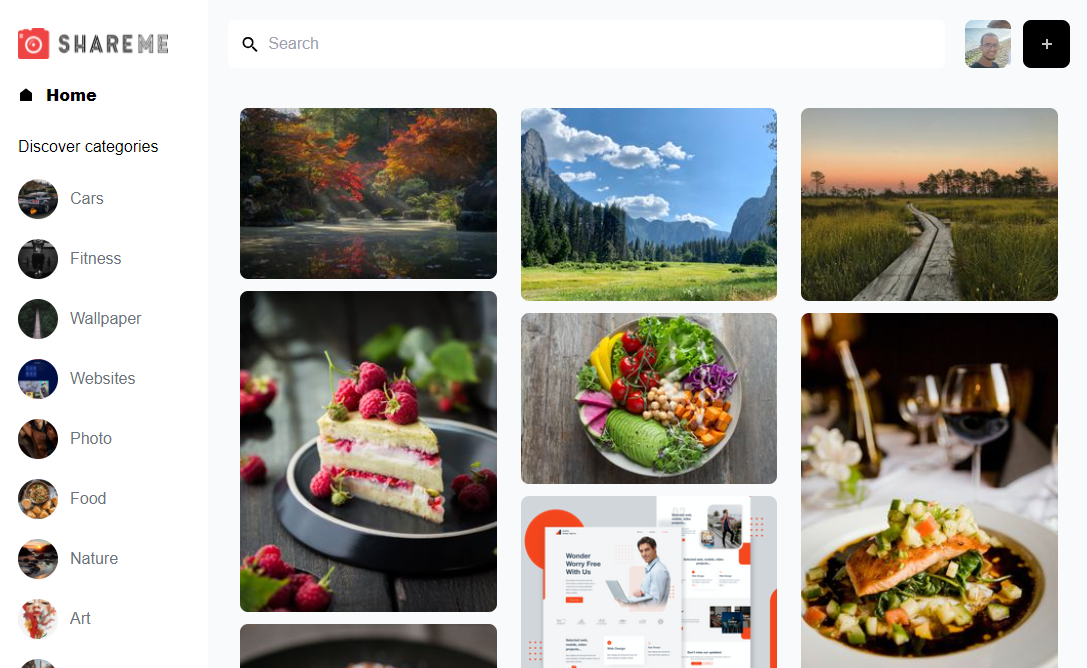 SHAREME
Search
+
Home
Discover categories
Cars
Fitness
Wallpaper
Websites
Photo
Food
Nature
Art
Wonder
Worry Free
With Us